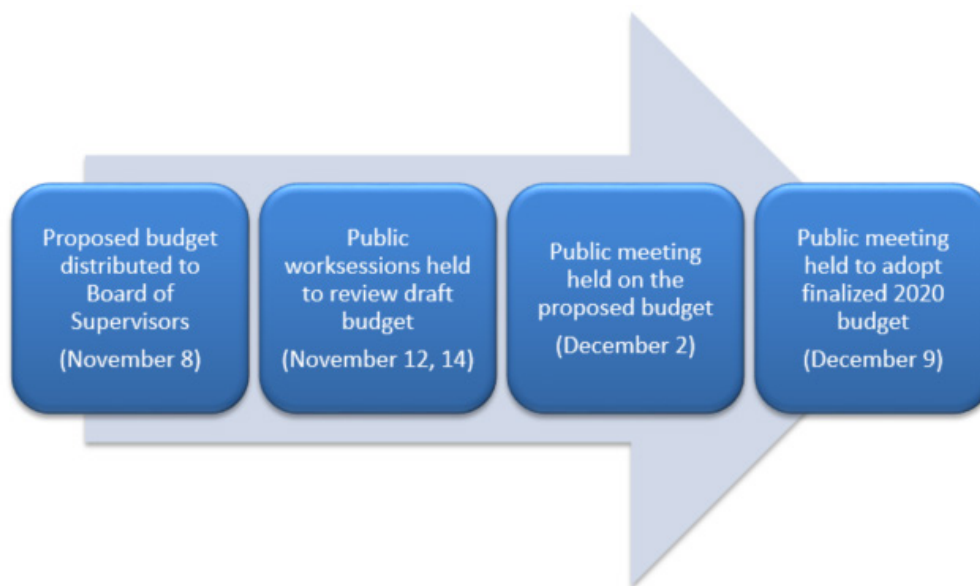 Proposed budget
distributed to
Board of
Supervisors
(November 8)
Public
worksessions held
to review draft
budget
(November 12, 14)
Public meeting
held on the
proposed budget
(December 2)
Public meeting
held to adopt
finalized 2020
budget
(December 9)